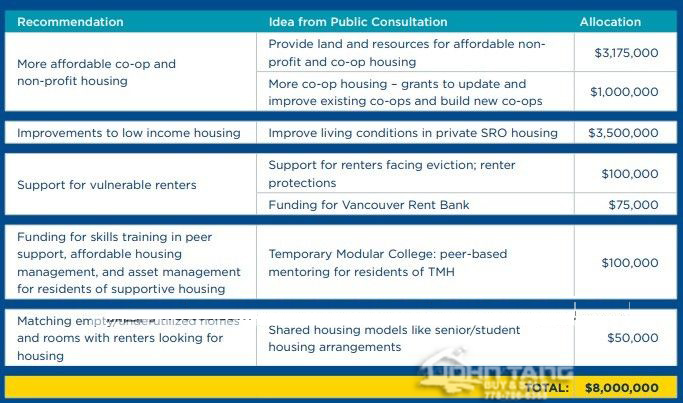 Recommendation Idea from Public Consultation Allocation
More affordable co-op and
non-profit housing
Provide land and resources for affordable non-
profit and co-op housing
$3,175,000
More co-op housing – grants to update and
improve existing co-ops and build new co-ops
$1,000,000
Improvements to low income housing Improve living conditions in private SRO housing $3,500,000
Support for vulnerable renters
Support for renters facing eviction; renter
protections
$100,000
Funding for Vancouver Rent Bank $75,000
Funding for skills training in peer
support, affordable housing
management, and asset management
for residents of supportive housing
Temporary Modular College: peer-based
mentoring for residents of TMH
$100,000
Matching empty/underutilized homes
and rooms with renters looking for
housing
Shared housing models like senior/student
housing arrangements
$50,000
JOHN TANG
BUY & S
TOTAL: $8,000,000